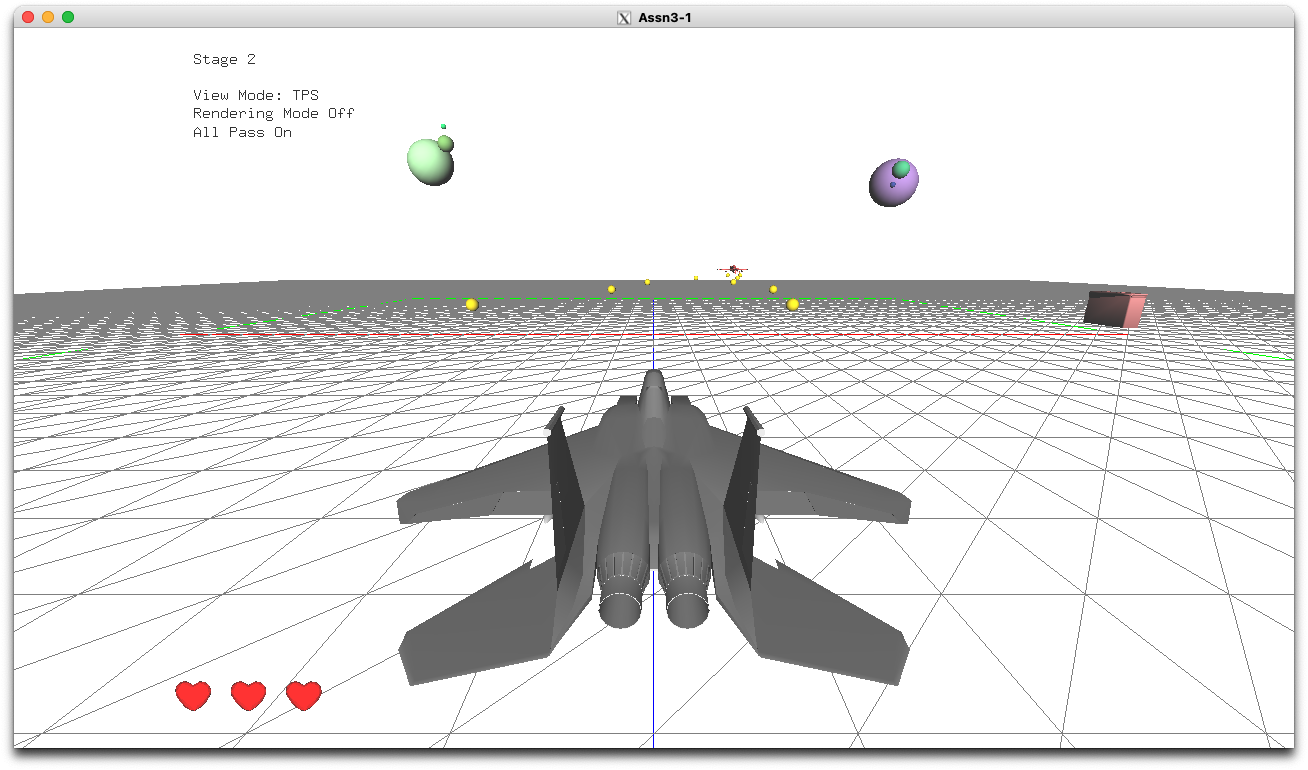 Assn3-1
Stage 2
View Mode: TPS
Rendering Mode Off
All Pass On